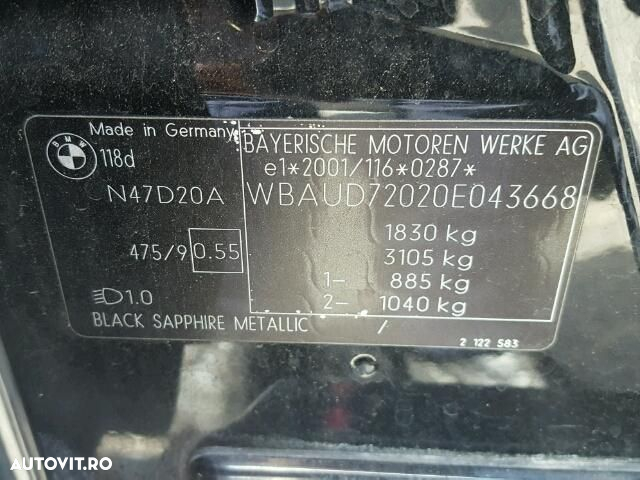 BMW
Made in Germany
118d
N47D20A
475/9 0.55
1.0
BLACK SAPPHIRE METALLIC /
BAYERISCHE MOTOREN WERKE AG
e1*2001/116*0287*
WBAUD72020E043668
1830 kg
3105 kg
1- 885 kg
2- 1040 kg
2 122 583
AUTOVIT.RO